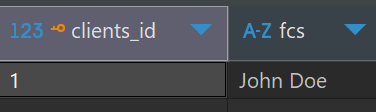 123 clients_id A-Z fcs
1 John Doe